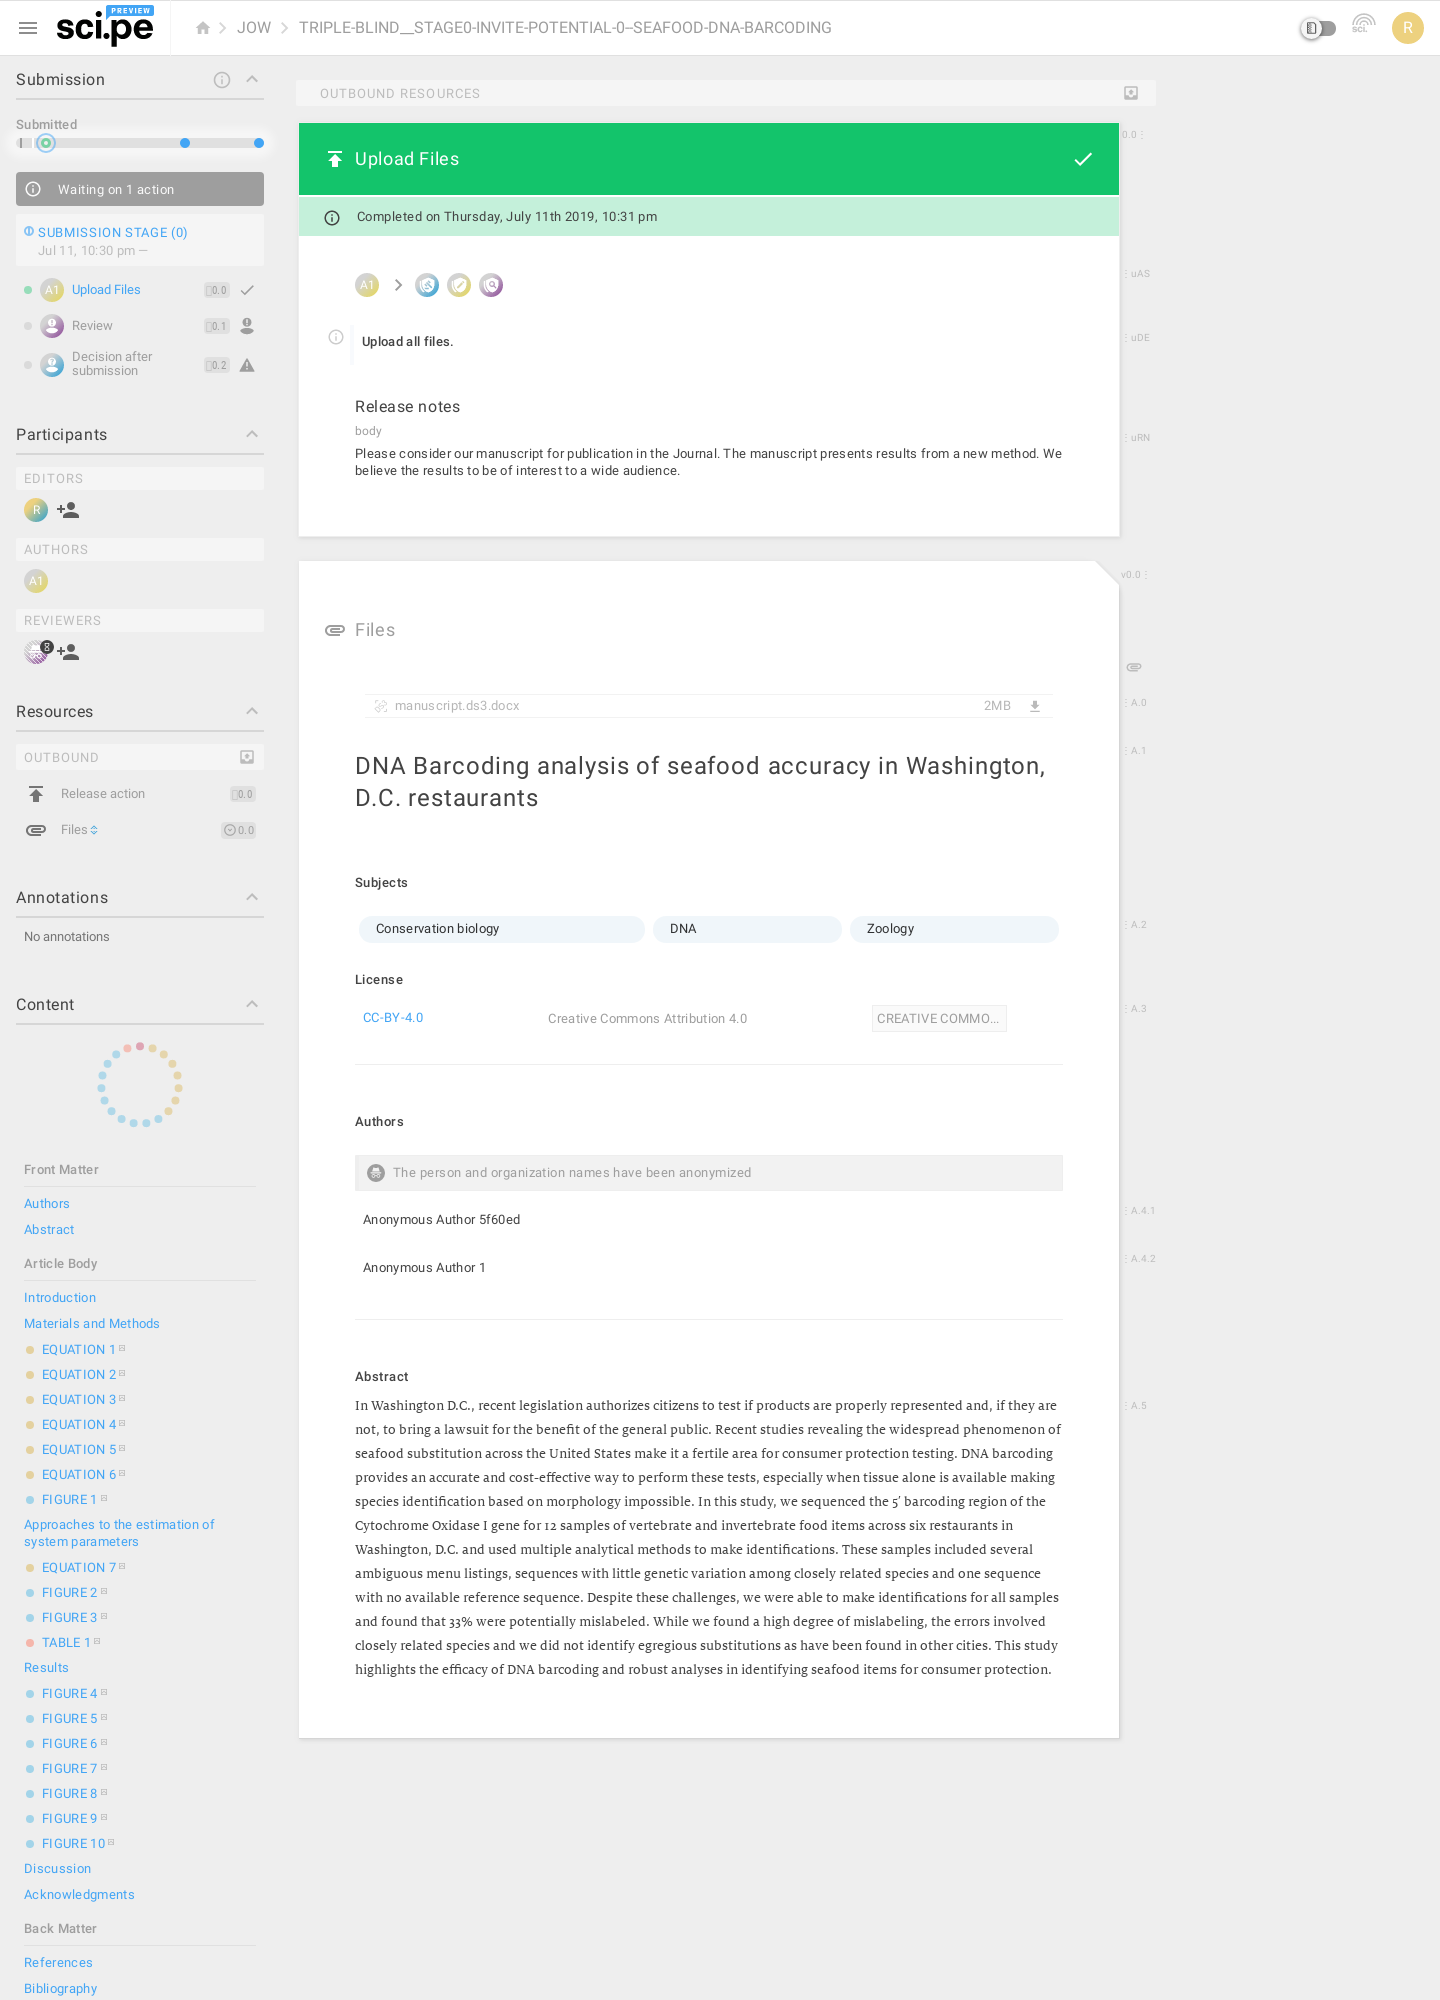 PREVIEW
sci.pe
JOW
TRIPLE-BLIND__STAGE0-INVITE-POTENTIAL-0--SEAFOOD-DNA-BARCODING
R
Submission
Submitted
Waiting on 1 action
SUBMISSION STAGE (0)
Jul 11, 10:30 pm —
A1 Upload Files 0.0
Review 0.1
Decision after
submission 0.2
Participants
EDITORS
R
AUTHORS
A1
REVIEWERS
Resources
OUTBOUND
Release action 0.0
Files 0.0
Annotations
No annotations
Content
Front Matter
Authors
Abstract
Article Body
Introduction
Materials and Methods
EQUATION 1
EQUATION 2
EQUATION 3
EQUATION 4
EQUATION 5
EQUATION 6
FIGURE 1
Approaches to the estimation of
system parameters
EQUATION 7
FIGURE 2
FIGURE 3
TABLE 1
Results
FIGURE 4
FIGURE 5
FIGURE 6
FIGURE 7
FIGURE 8
FIGURE 9
FIGURE 10
Discussion
Acknowledgments
Back Matter
References
Bibliography
OUTBOUND RESOURCES
Upload Files
0.0
Completed on Thursday, July 11th 2019, 10:31 pm
A1
uAS
Upload all files.
uDE
Release notes
body
uRN
Please consider our manuscript for publication in the Journal. The manuscript presents results from a new method. We
believe the results to be of interest to a wide audience.
v0.0
Files
manuscript.ds3.docx 2MB
A.0
DNA Barcoding analysis of seafood accuracy in Washington,
D.C. restaurants
A.1
Subjects
Conservation biology DNA Zoology
A.2
License
CC-BY-4.0 Creative Commons Attribution 4.0 CREATIVE COMMO...
A.3
Authors
The person and organization names have been anonymized
Anonymous Author 5f60ed
A.4.1
Anonymous Author 1
A.4.2
Abstract
In Washington D.C., recent legislation authorizes citizens to test if products are properly represented and, if they are
A.5
not, to bring a lawsuit for the benefit of the general public. Recent studies revealing the widespread phenomenon of
seafood substitution across the United States make it a fertile area for consumer protection testing. DNA barcoding
provides an accurate and cost-effective way to perform these tests, especially when tissue alone is available making
species identification based on morphology impossible. In this study, we sequenced the 5′ barcoding region of the
Cytochrome Oxidase I gene for 12 samples of vertebrate and invertebrate food items across six restaurants in
Washington, D.C. and used multiple analytical methods to make identifications. These samples included several
ambiguous menu listings, sequences with little genetic variation among closely related species and one sequence
with no available reference sequence. Despite these challenges, we were able to make identifications for all samples
and found that 33% were potentially mislabeled. While we found a high degree of mislabeling, the errors involved
closely related species and we did not identify egregious substitutions as have been found in other cities. This study
highlights the efficacy of DNA barcoding and robust analyses in identifying seafood items for consumer protection.